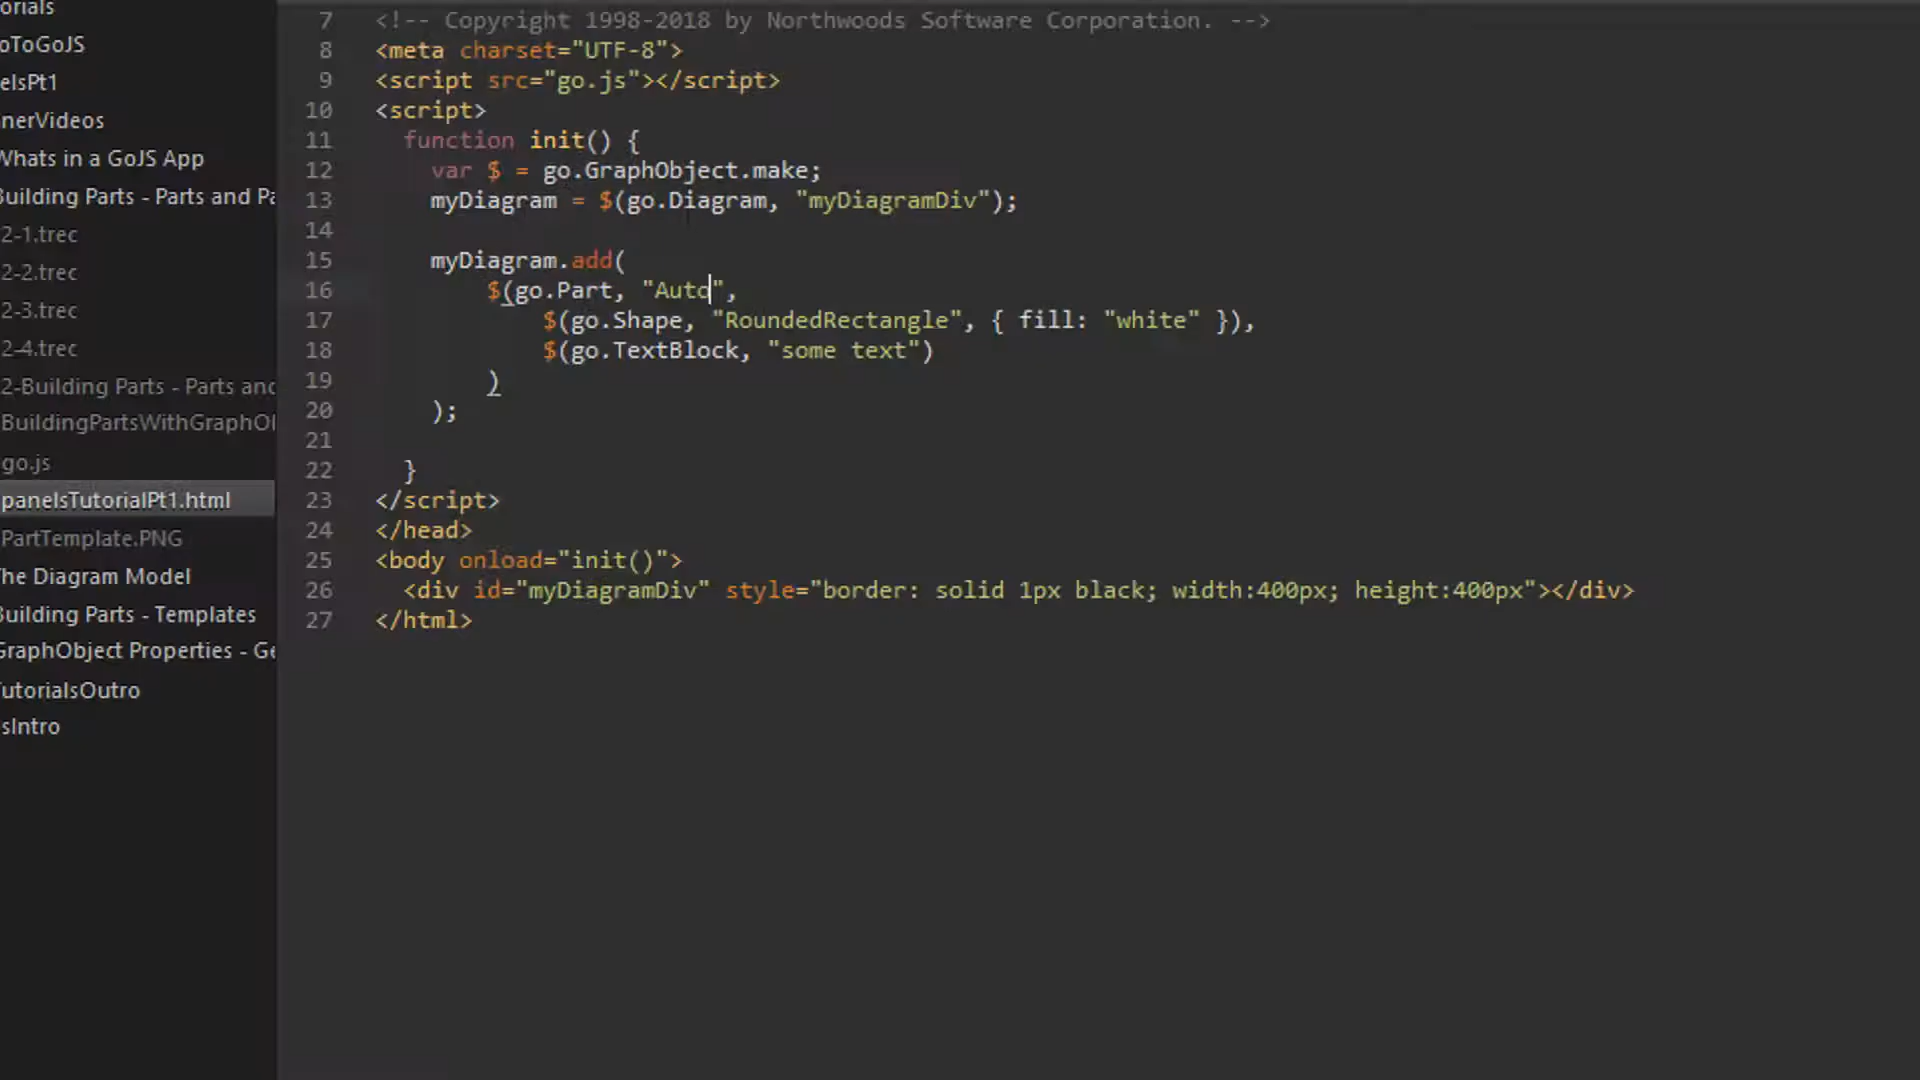 orials
oToGoJS
elsPt1
nerVideos
Whats in a GoJS App
Building Parts - Parts and Pa
2-1.trec
2-2.trec
2-3.trec
2-4.trec
2-Building Parts - Parts and
BuildingPartsWithGraphOl
go.js
panelsTutorialPt1.html
PartTemplate.PNG
he Diagram Model
Building Parts - Templates
GraphObject Properties - Ge
TutorialsOutro
sIntro
7 <!-- Copyright 1998-2018 by Northwoods Software Corporation. -->
8 <meta charset="UTF-8">
9 <script src="go.js"></script>
10 <script>
11 function init() {
12 var $ = go.GraphObject.make;
13 myDiagram = $(go.Diagram, "myDiagramDiv");
14
15 myDiagram.add(
16 $(go.Part, "Auto",
17 $(go.Shape, "RoundedRectangle", { fill: "white" }),
18 $(go.TextBlock, "some text")
19 )
20 );
21
22 }
23 </script>
24 </head>
25 <body onload="init()">
26 <div id="myDiagramDiv" style="border: solid 1px black; width:400px; height:400px"></div>
27 </html>